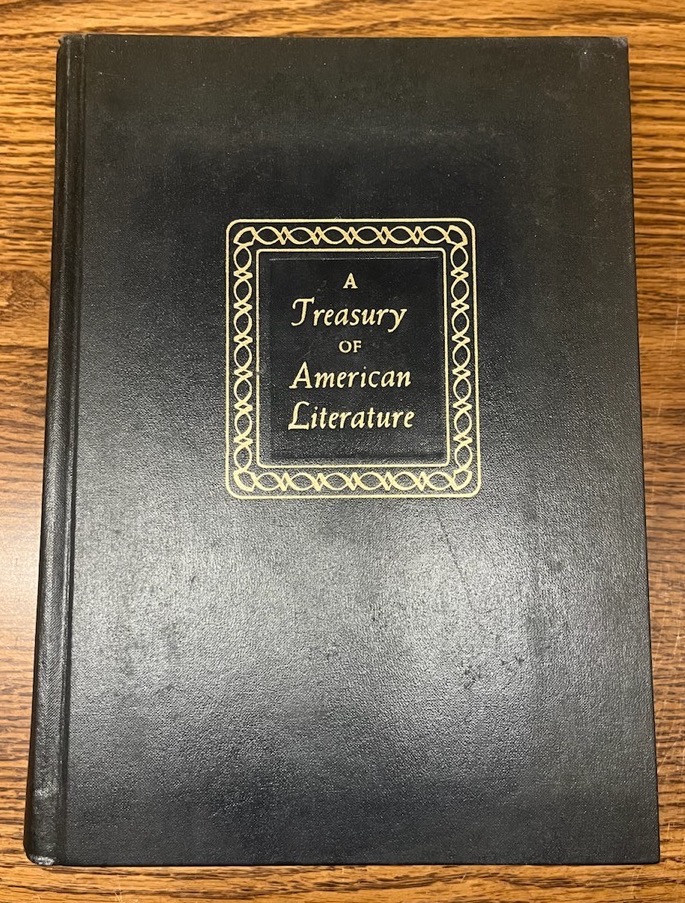 A
Treasury
OF
American
Literature